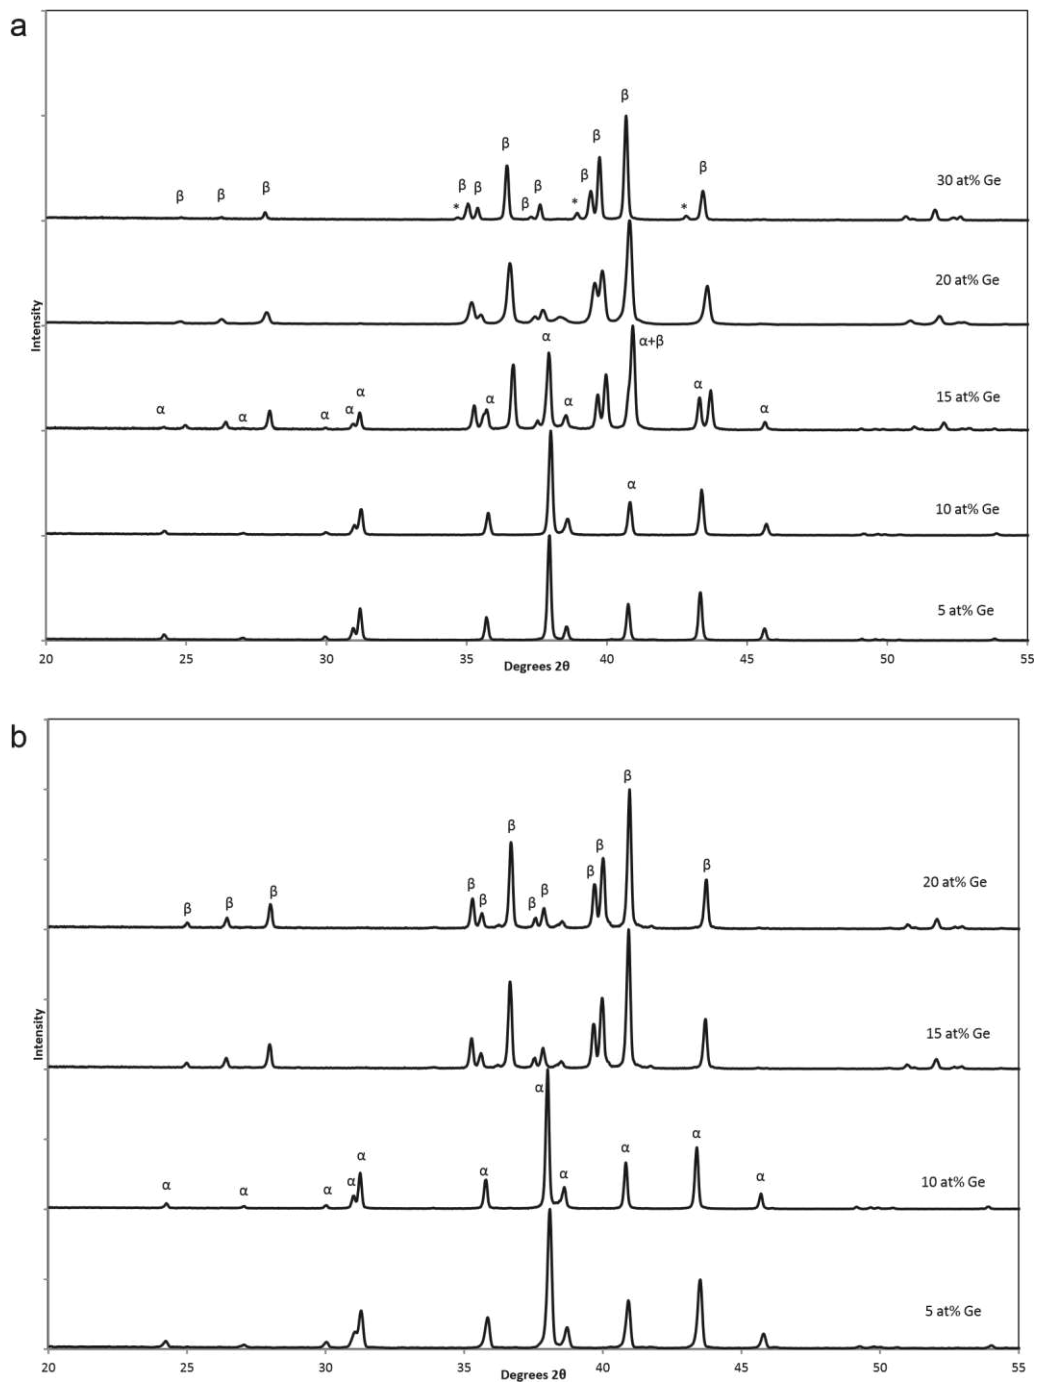 a
β
β
β β β
β β β
β β β β
* β * *
30 at% Ge
20 at% Ge
Intensity
α α+β
α α
α α α α α α α
15 at% Ge
α
10 at% Ge
5 at% Ge
20 25 30 35 40 45 50 55
Degrees 2θ
b
β
β
β β β
β β β β β β β
20 at% Ge
Intensity
15 at% Ge
α
α
α α
α α α α α α α
10 at% Ge
5 at% Ge
20 25 30 35 40 45 50 55
Degrees 2θ